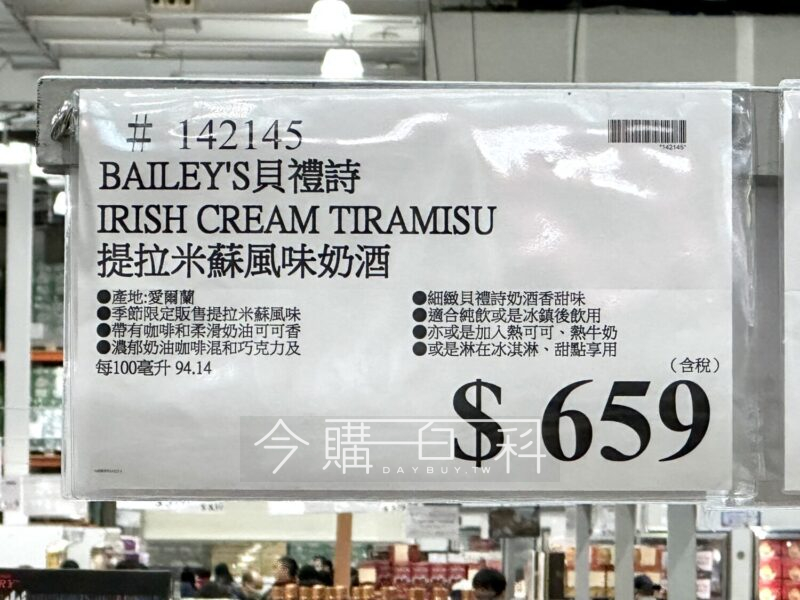 # 142145
*142145*
BAILEY'S貝禮詩
IRISH CREAM TIRAMISU
提拉米蘇風味奶酒
●產地:愛爾蘭
●季節限定販售提拉米蘇風味
●帶有咖啡和柔滑奶油可可香
●濃郁奶油咖啡混和巧克力及
每100毫升 94.14
●細緻貝禮詩奶酒香甜味
●適合純飲或是冰鎮後飲用
●亦或是加入熱可可、熱牛奶
●或是淋在冰淇淋、甜點享用
(含稅)
$ 659
今購百科
DAYBUY.TW